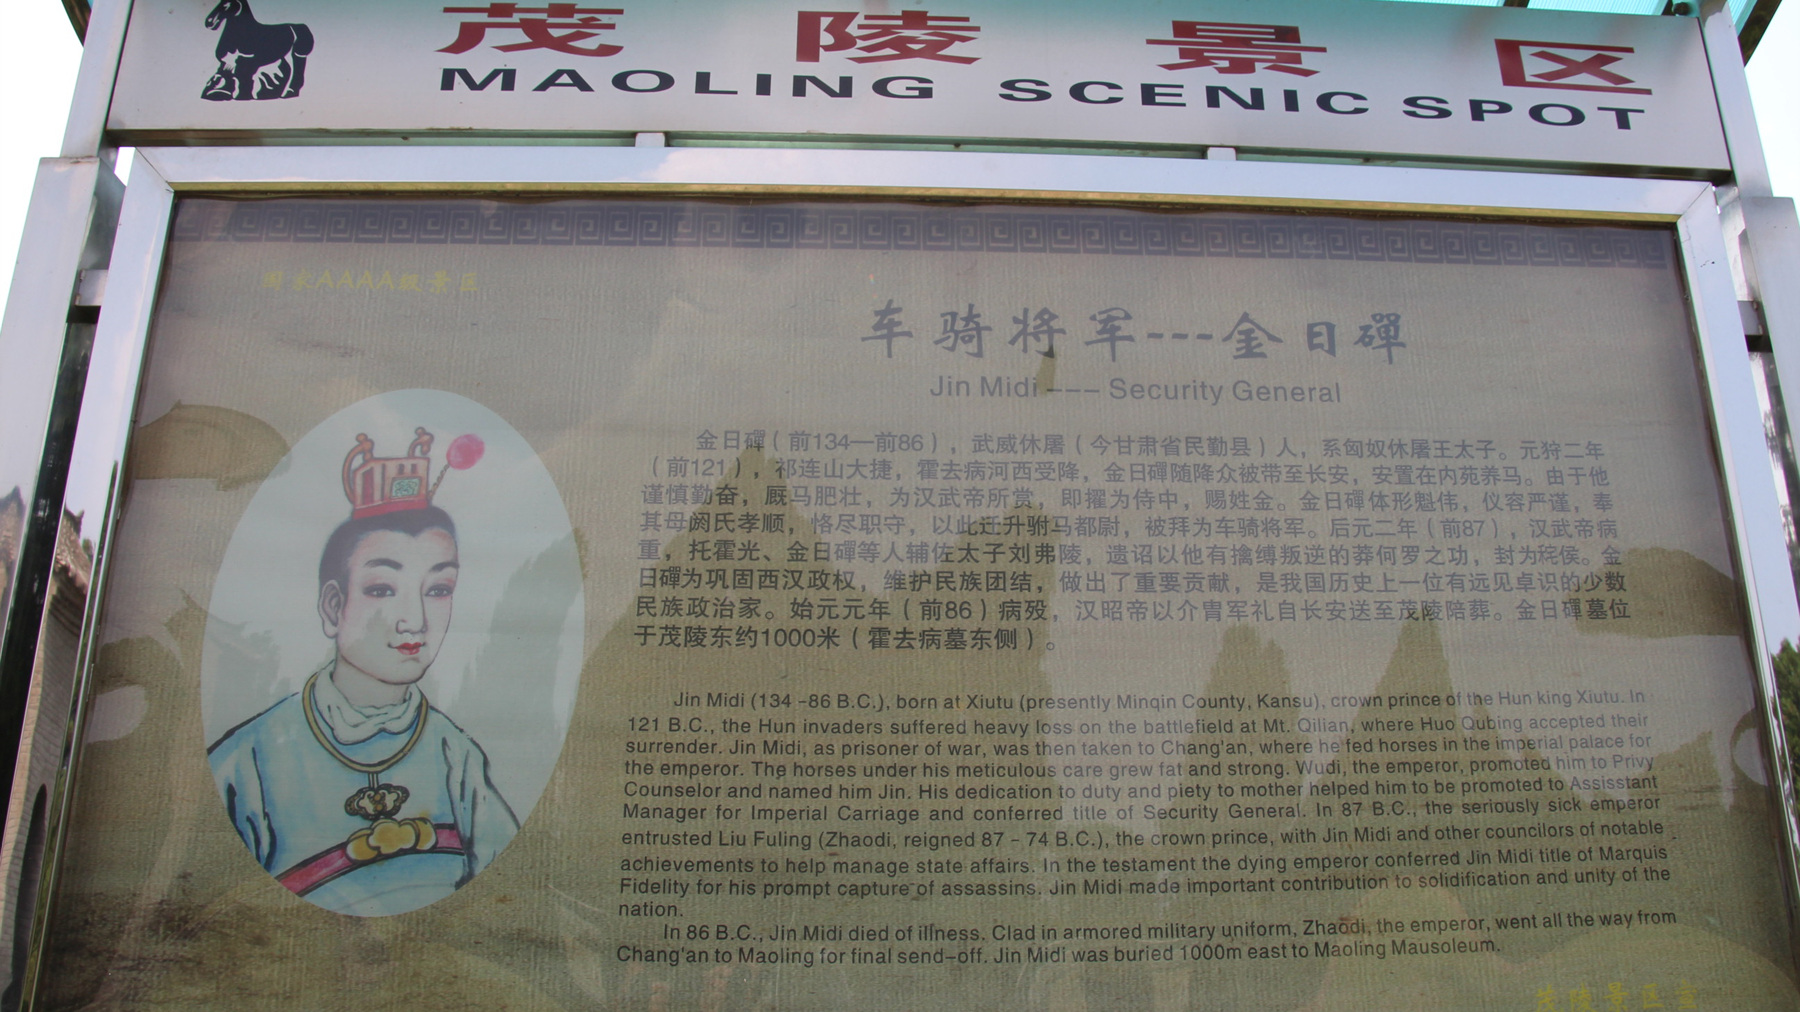 茂陵景区
MAOLING SCENIC SPOT
国家AAAA级景区
车骑将军---金日磾
Jin Midi --- Security General
金日磾（前134—前86），武威休屠（今甘肃省民勤县）人，系匈奴休屠王太子。元狩二年
（前121），祁连山大捷，霍去病河西受降，金日磾随降众被带至长安，安置在内苑养马。由于他
谨慎勤奋，厩马肥壮，为汉武帝所赏，即擢为侍中，赐姓金。金日磾体形魁伟，仪容严谨，奉
其母阏氏孝顺，恪尽职守，以此迁升驸马都尉，被拜为车骑将军。后元二年（前87），汉武帝病
重，托霍光、金日磾等人辅佐太子刘弗陵，遗诏以他有擒缚叛逆的莽何罗之功，封为秺侯。金
日磾为巩固西汉政权，维护民族团结，做出了重要贡献，是我国历史上一位有远见卓识的少数
民族政治家。始元元年（前86）病殁，汉昭帝以介胄军礼自长安送至茂陵陪葬。金日磾墓位
于茂陵东约1000米（霍去病墓东侧）。
Jin Midi (134 -86 B.C.), born at Xiutu (presently Minqin County, Kansu), crown prince of the Hun king Xiutu. In
121 B.C., the Hun invaders suffered heavy loss on the battlefield at Mt. Qilian, where Huo Qubing accepted their
surrender. Jin Midi, as prisoner of war, was then taken to Chang'an, where he fed horses in the imperial palace for
the emperor. The horses under his meticulous care grew fat and strong. Wudi, the emperor, promoted him to Privy
Counselor and named him Jin. His dedication to duty and piety to mother helped him to be promoted to Assisstant
Manager for Imperial Carriage and conferred title of Security General. In 87 B.C., the seriously sick emperor
entrusted Liu Fuling (Zhaodi, reigned 87 - 74 B.C.), the crown prince, with Jin Midi and other councilors of notable
achievements to help manage state affairs. In the testament the dying emperor conferred Jin Midi title of Marquis
Fidelity for his prompt capture of assassins. Jin Midi made important contribution to solidification and unity of the
nation.
In 86 B.C., Jin Midi died of illness. Clad in armored military uniform, Zhaodi, the emperor, went all the way from
Chang'an to Maoling for final send-off. Jin Midi was buried 1000m east to Maoling Mausoleum.
茂陵景区宣